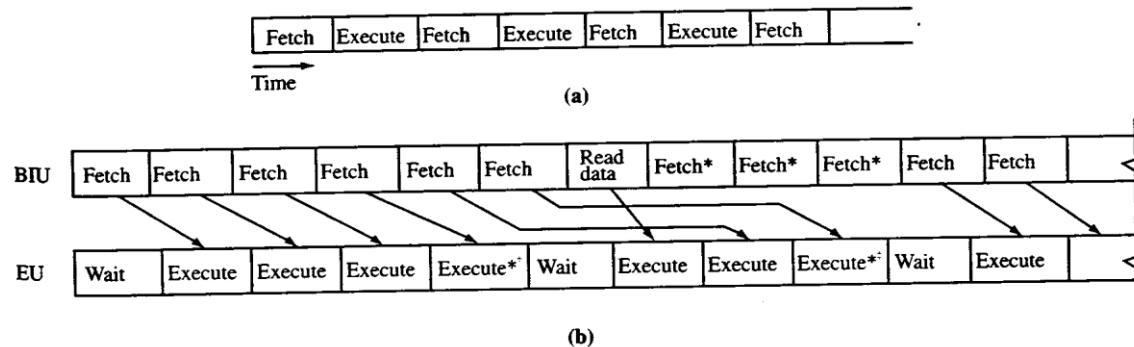 Fetch Execute Fetch Execute Fetch Execute Fetch
Time
(a)
BIU Fetch Fetch Fetch Fetch Fetch Fetch Read data Fetch* Fetch* Fetch* Fetch Fetch
EU Wait Execute Execute Execute Execute*† Wait Execute Execute Execute*‡ Wait Execute
(b)